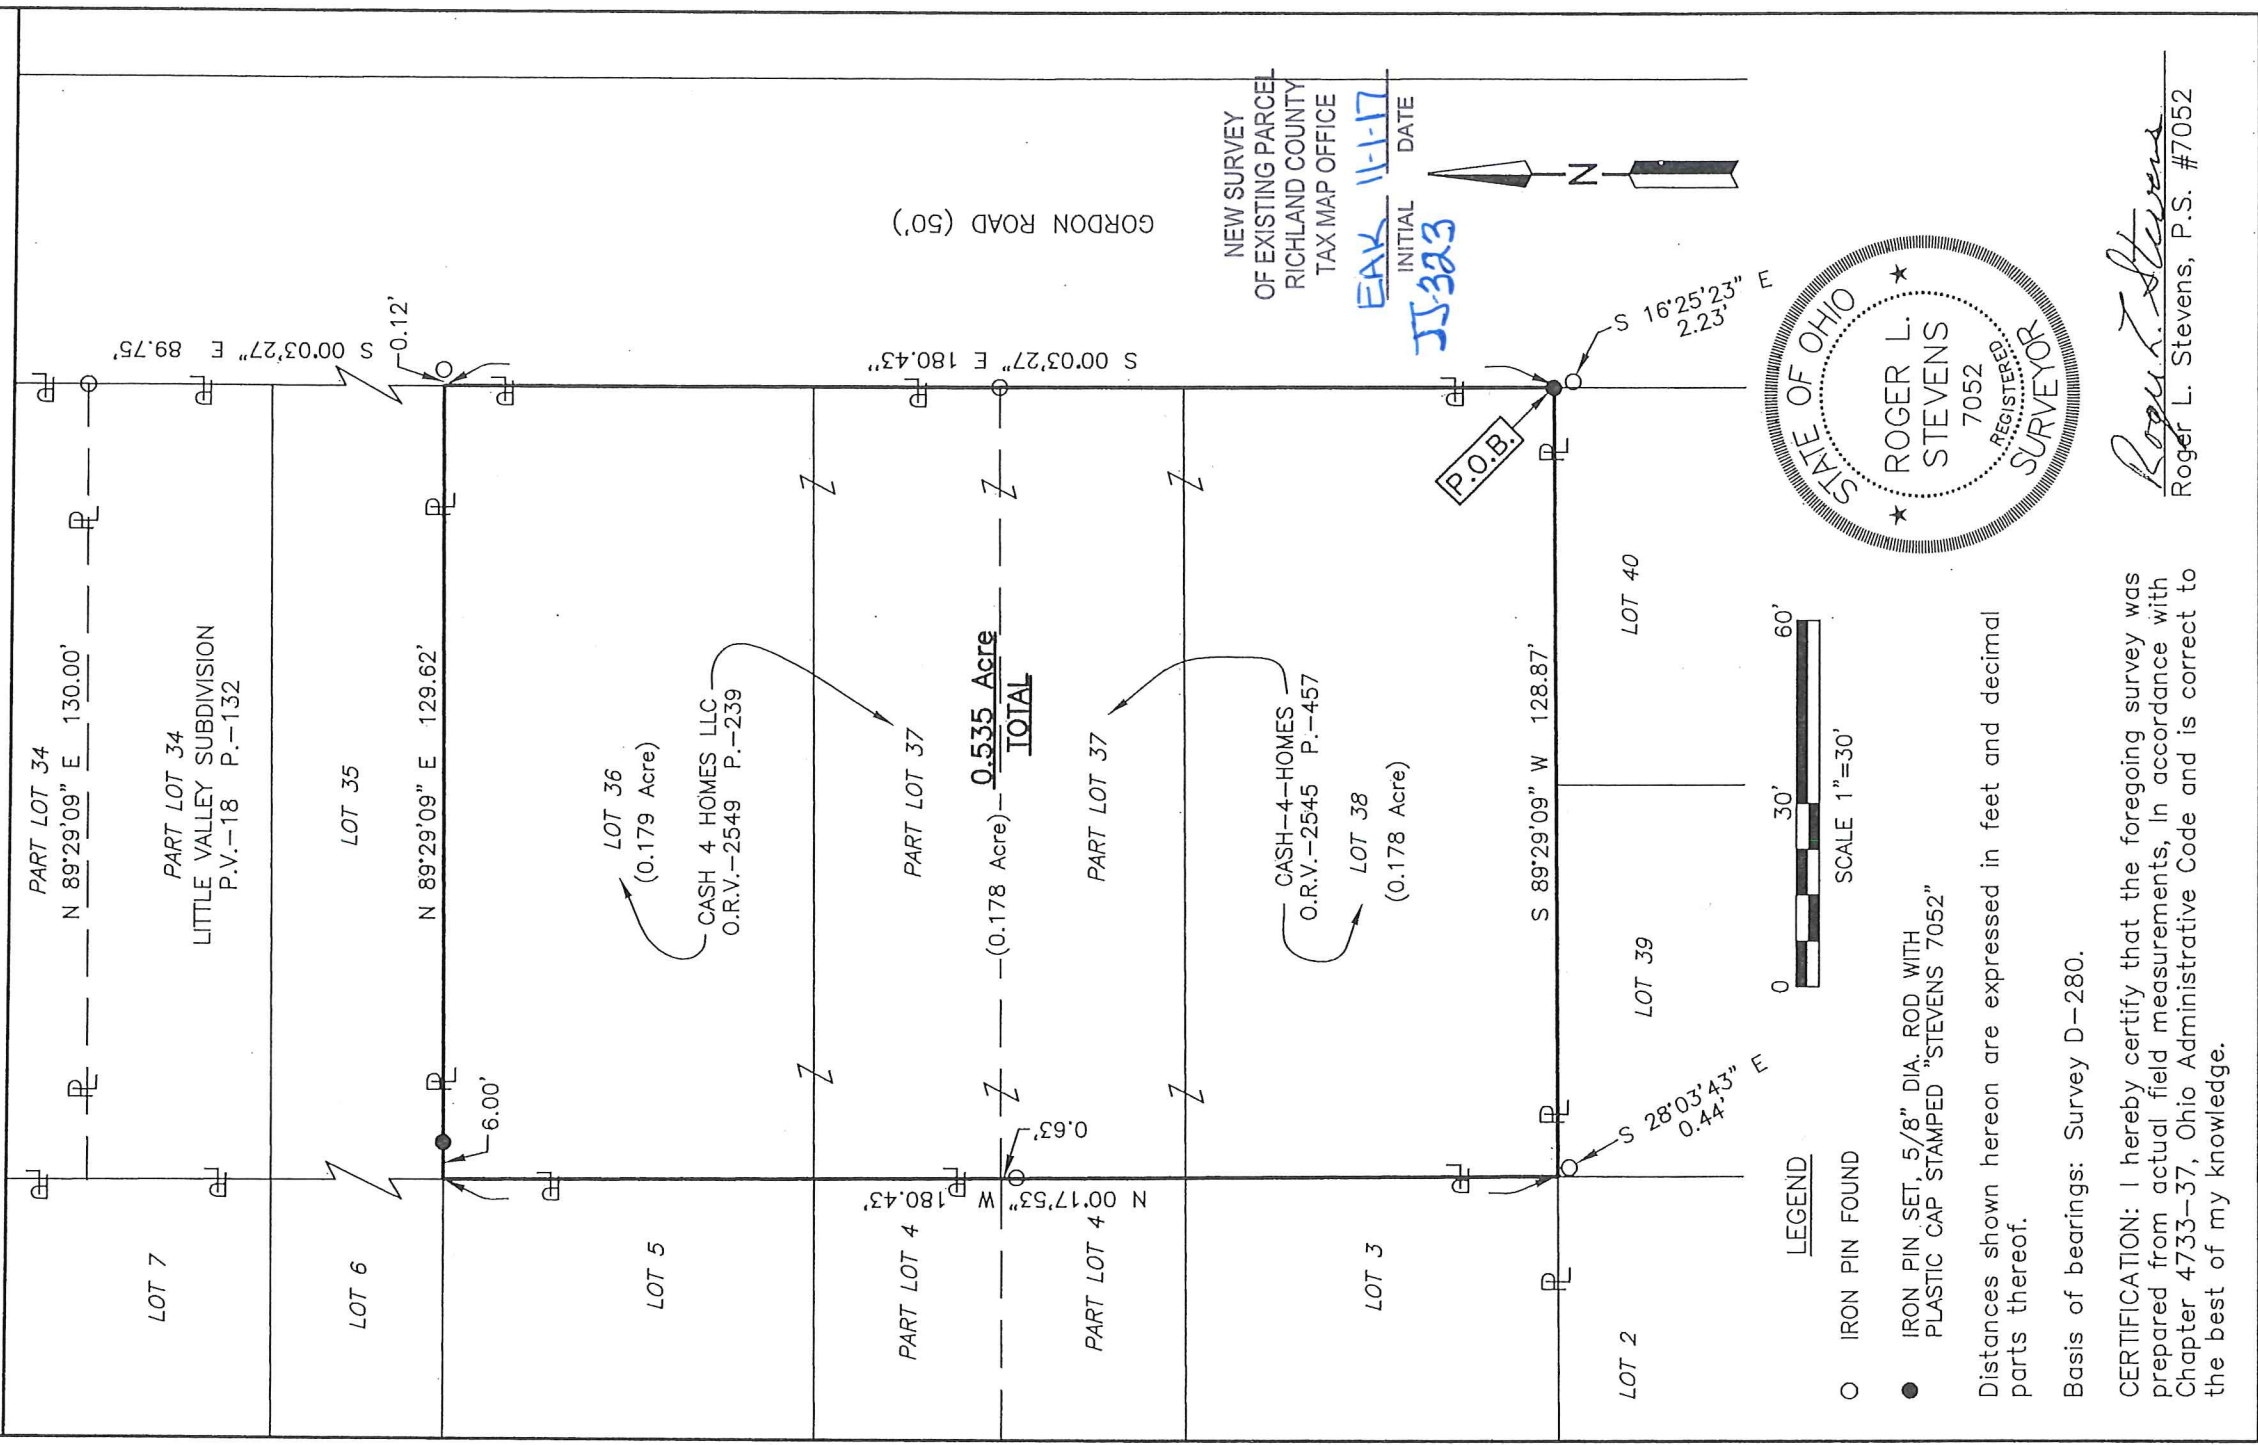 PART LOT 34
N 89°29'09" E 130.00'
PART LOT 34
LITTLE VALLEY SUBDIVISION
P.V.-18 P.-132
S 00°03'27" E 89.75'
LOT 7
LOT 6
LOT 35
0.12'
N 89°29'09" E 129.62'
6.00'
LOT 5
LOT 36
(0.179 Acre)
CASH 4 HOMES LLC
O.R.V.-2549 P.-239
GORDON ROAD (50')
S 00°03'27" E 180.43"
PART LOT 4
PART LOT 37
0.535 Acre
TOTAL
(0.178 Acre)
0.63'
N 00°17'53" W 180.43'
PART LOT 4
PART LOT 37
CASH-4-HOMES
O.R.V.-2545 P.-457
LOT 3
LOT 38
(0.178 Acre)
NEW SURVEY
OF EXISTING PARCEL
RICHLAND COUNTY
TAX MAP OFFICE
EAK 11-1-17
INITIAL DATE
JJ-323
N
P.O.B.
S 89°29'09" W 128.87'
S 16°25'23" E
2.23'
S 28°03'43" E
0.44'
LOT 2
LOT 39
LOT 40
LEGEND
IRON PIN FOUND
IRON PIN SET, 5/8" DIA. ROD WITH
PLASTIC CAP STAMPED "STEVENS 7052"
0 30' 60'
SCALE 1"=30'
STATE OF OHIO
ROGER L.
STEVENS
7052
REGISTERED
SURVEYOR
Distances shown hereon are expressed in feet and decimal
parts thereof.
Basis of bearings: Survey D-280.
CERTIFICATION: I hereby certify that the foregoing survey was
prepared from actual field measurements, in accordance with
Chapter 4733-37, Ohio Administrative Code and is correct to
the best of my knowledge.
Roger L. Stevens
Roger L. Stevens, P.S. #7052